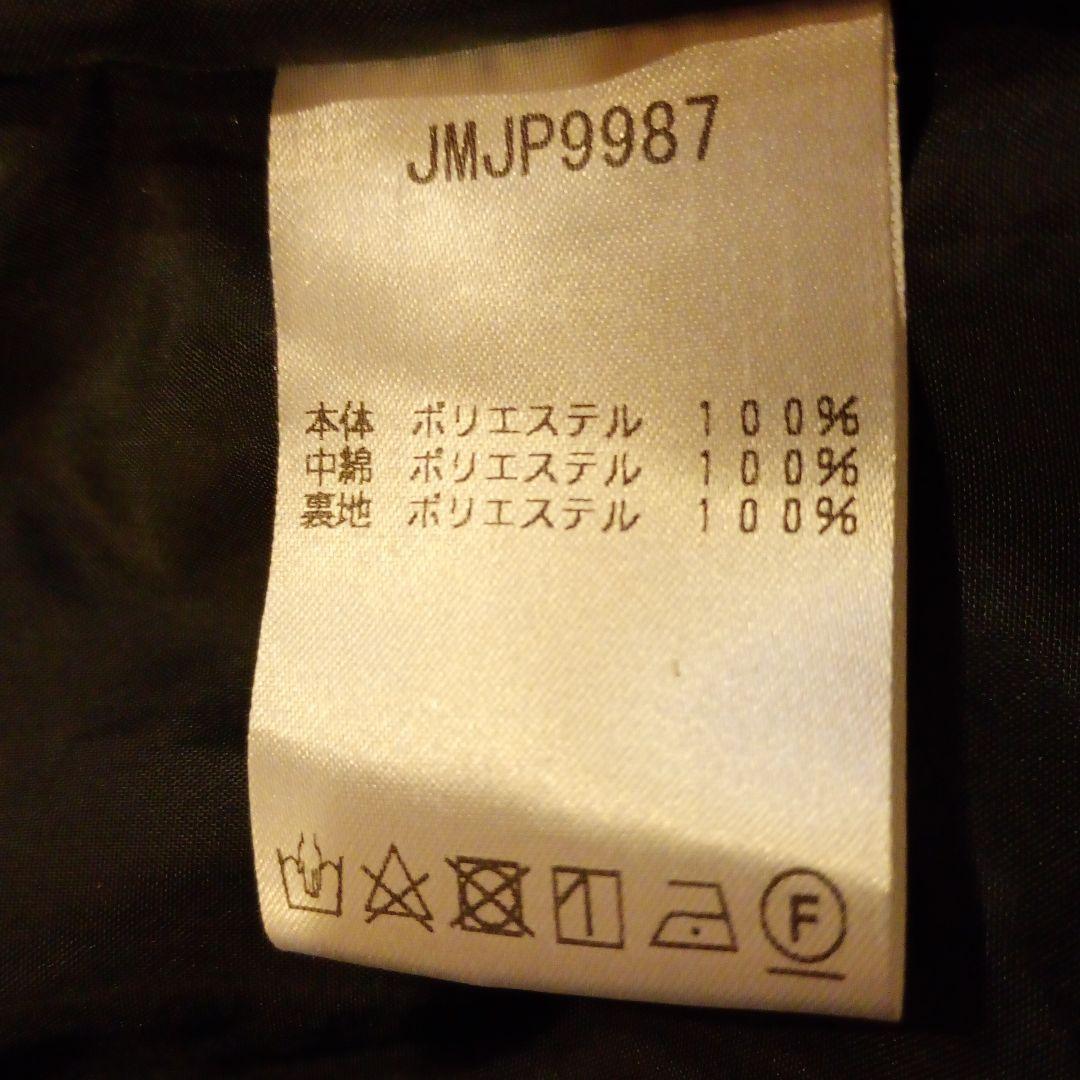 JMJP9987
本体 ポリエステル 100%
中綿 ポリエステル 100%
裏地 ポリエステル 100%
F